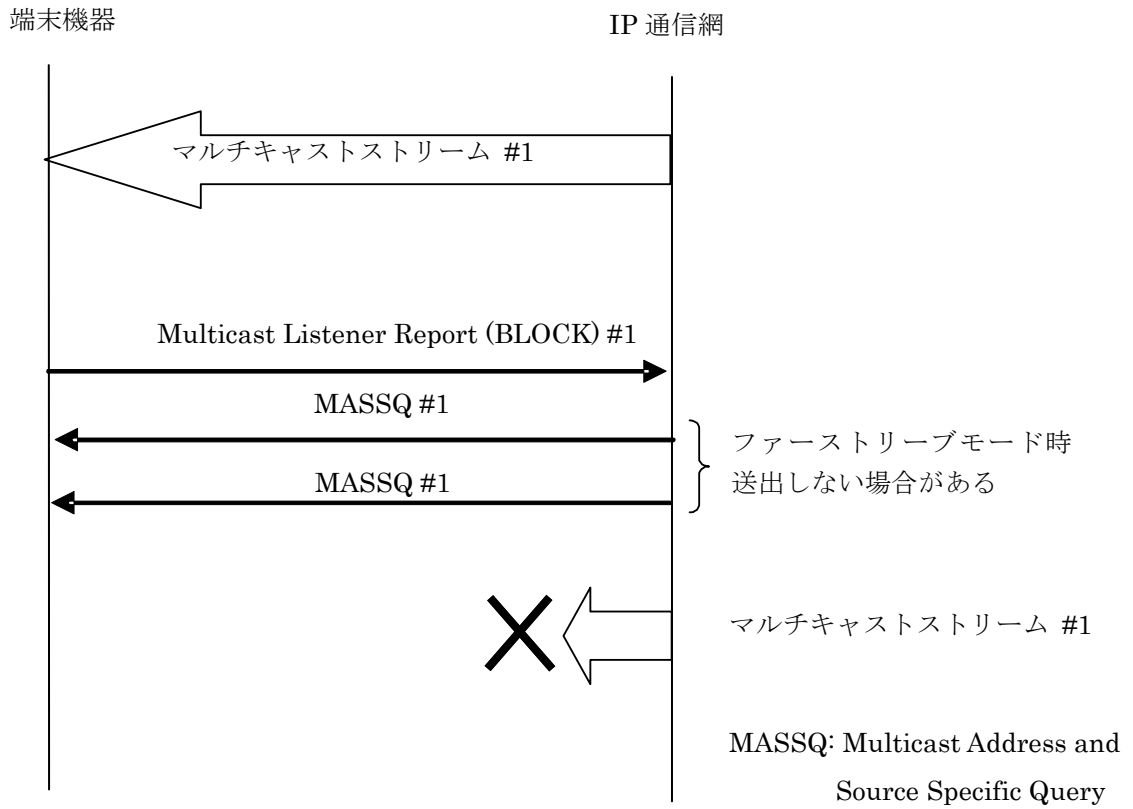 端末機器
IP 通信網
マルチキャストストリーム #1
Multicast Listener Report (BLOCK) #1
MASSQ #1
MASSQ #1
ファーストリーブモード時
送出しない場合がある
マルチキャストストリーム #1
MASSQ: Multicast Address and
Source Specific Query